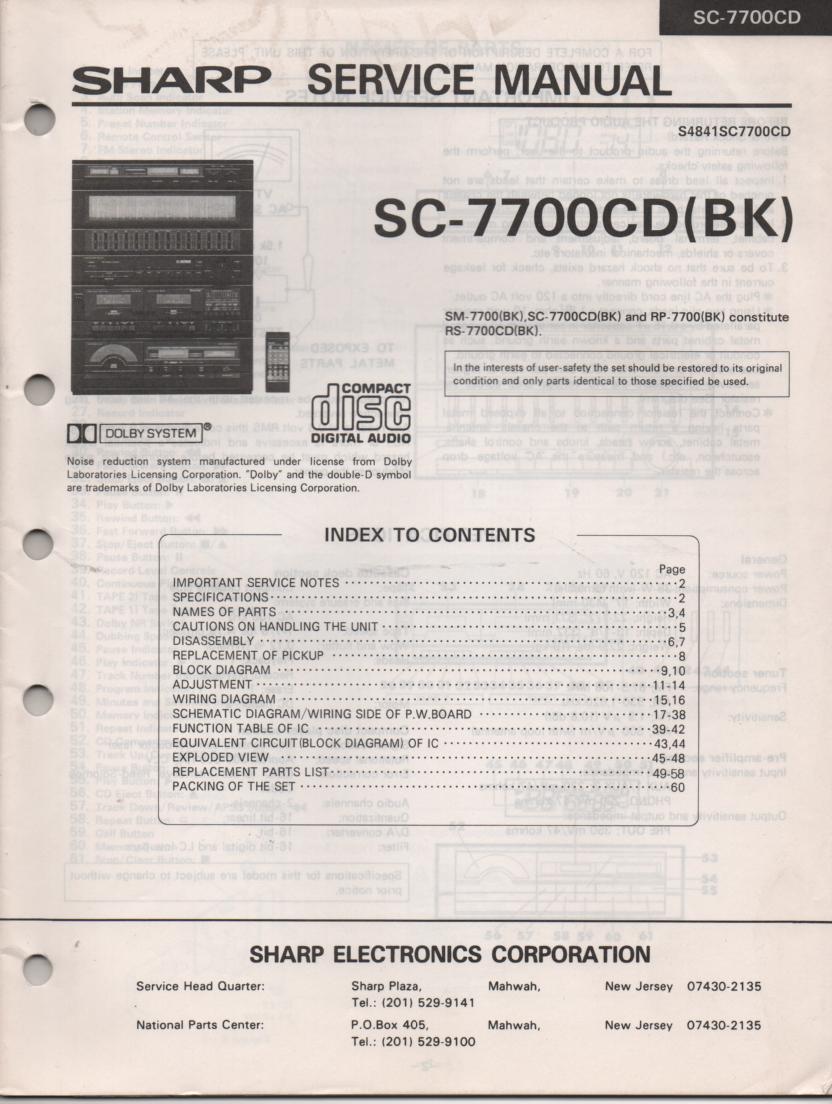 SC-7700CD
SHARP SERVICE MANUAL
S4841SC7700CD
SC-7700CD(BK)
SM-7700(BK),SC-7700CD(BK) and RP-7700(BK) constitute
RS-7700CD(BK).
In the interests of user-safety the set should be restored to its original
condition and only parts identical to those specified be used.
COMPACT
disc
DIGITAL AUDIO
DOLBY SYSTEM®
Noise reduction system manufactured under license from Dolby
Laboratories Licensing Corporation. "Dolby" and the double-D symbol
are trademarks of Dolby Laboratories Licensing Corporation.
INDEX TO CONTENTS
Page
IMPORTANT SERVICE NOTES 2
SPECIFICATIONS 2
NAMES OF PARTS 3,4
CAUTIONS ON HANDLING THE UNIT 5
DISASSEMBLY 6,7
REPLACEMENT OF PICKUP 8
BLOCK DIAGRAM 9,10
ADJUSTMENT 11-14
WIRING DIAGRAM 15,16
SCHEMATIC DIAGRAM/WIRING SIDE OF P.W.BOARD 17-38
FUNCTION TABLE OF IC 39-42
EQUIVALENT CIRCUIT(BLOCK DIAGRAM) OF IC 43,44
EXPLODED VIEW 45-48
REPLACEMENT PARTS LIST 49-58
PACKING OF THE SET 60
SHARP ELECTRONICS CORPORATION
Service Head Quarter: Sharp Plaza, Mahwah, New Jersey 07430-2135
Tel.: (201) 529-9141
National Parts Center: P.O.Box 405, Mahwah, New Jersey 07430-2135
Tel.: (201) 529-9100